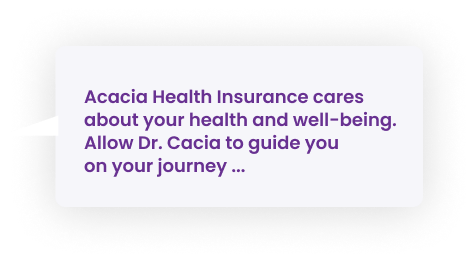 Acacia Health Insurance cares
about your health and well-being.
Allow Dr. Cacia to guide you
on your journey ...